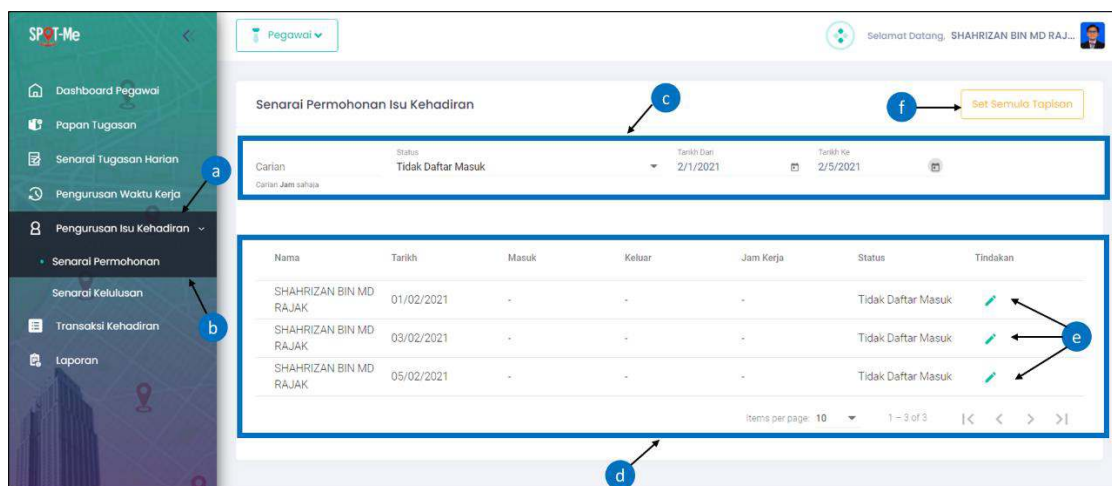 SPOT-Me
Pegawai
Selamat Datang, SHAHRIZAN BIN MD RAJ...
Dashboard Pegawai
Papan Tugasan
Senarai Tugasan Harian
Pengurusan Waktu Kerja
Pengurusan Isu Kehadiran
Senarai Permohonan
Senarai Kelulusan
Transaksi Kehadiran
Laporan
a
b
Senarai Permohonan Isu Kehadiran
c
f
Set Semula Tapisan
Carian
Carian Jam sahaja
Status
Tidak Daftar Masuk
Tarikh Dari
2/1/2021
Tarikh Ke
2/5/2021
Nama Tarikh Masuk Keluar Jam Kerja Status Tindakan
SHAHRIZAN BIN MD RAJAK 01/02/2021 - - - Tidak Daftar Masuk
SHAHRIZAN BIN MD RAJAK 03/02/2021 - - - Tidak Daftar Masuk
SHAHRIZAN BIN MD RAJAK 05/02/2021 - - - Tidak Daftar Masuk
e
Items per page: 10 1 – 3 of 3
d